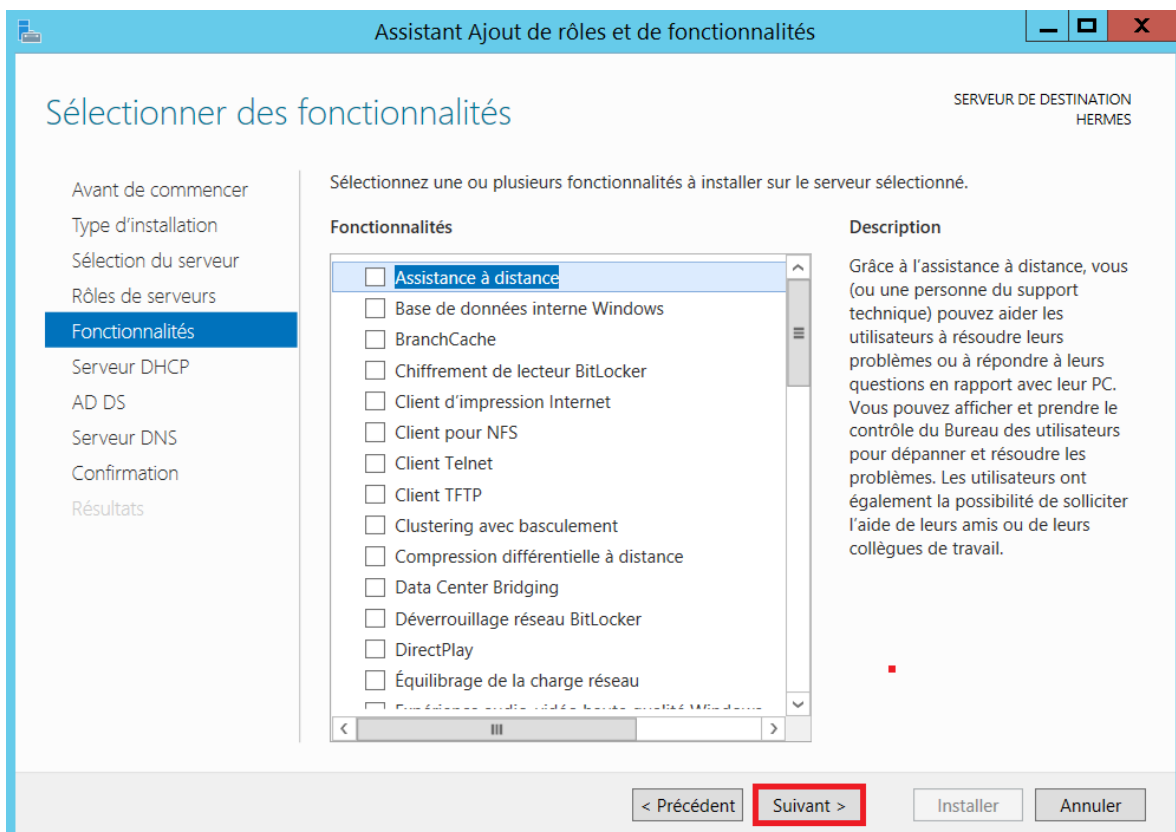 Assistant Ajout de rôles et de fonctionnalités
X
Sélectionner des fonctionnalités
SERVEUR DE DESTINATION
HERMES
Avant de commencer
Type d'installation
Sélection du serveur
Rôles de serveurs
Fonctionnalités
Serveur DHCP
AD DS
Serveur DNS
Confirmation
Résultats
Sélectionnez une ou plusieurs fonctionnalités à installer sur le serveur sélectionné.
Fonctionnalités
Assistance à distance
Base de données interne Windows
BranchCache
Chiffrement de lecteur BitLocker
Client d'impression Internet
Client pour NFS
Client Telnet
Client TFTP
Clustering avec basculement
Compression différentielle à distance
Data Center Bridging
Déverrouillage réseau BitLocker
DirectPlay
Équilibrage de la charge réseau
Expérience audio-vidéo haute qualité Windows
Description
Grâce à l'assistance à distance, vous
(ou une personne du support
technique) pouvez aider les
utilisateurs à résoudre leurs
problèmes ou à répondre à leurs
questions en rapport avec leur PC.
Vous pouvez afficher et prendre le
contrôle du Bureau des utilisateurs
pour dépanner et résoudre les
problèmes. Les utilisateurs ont
également la possibilité de solliciter
l'aide de leurs amis ou de leurs
collègues de travail.
< Précédent
Suivant >
Installer
Annuler